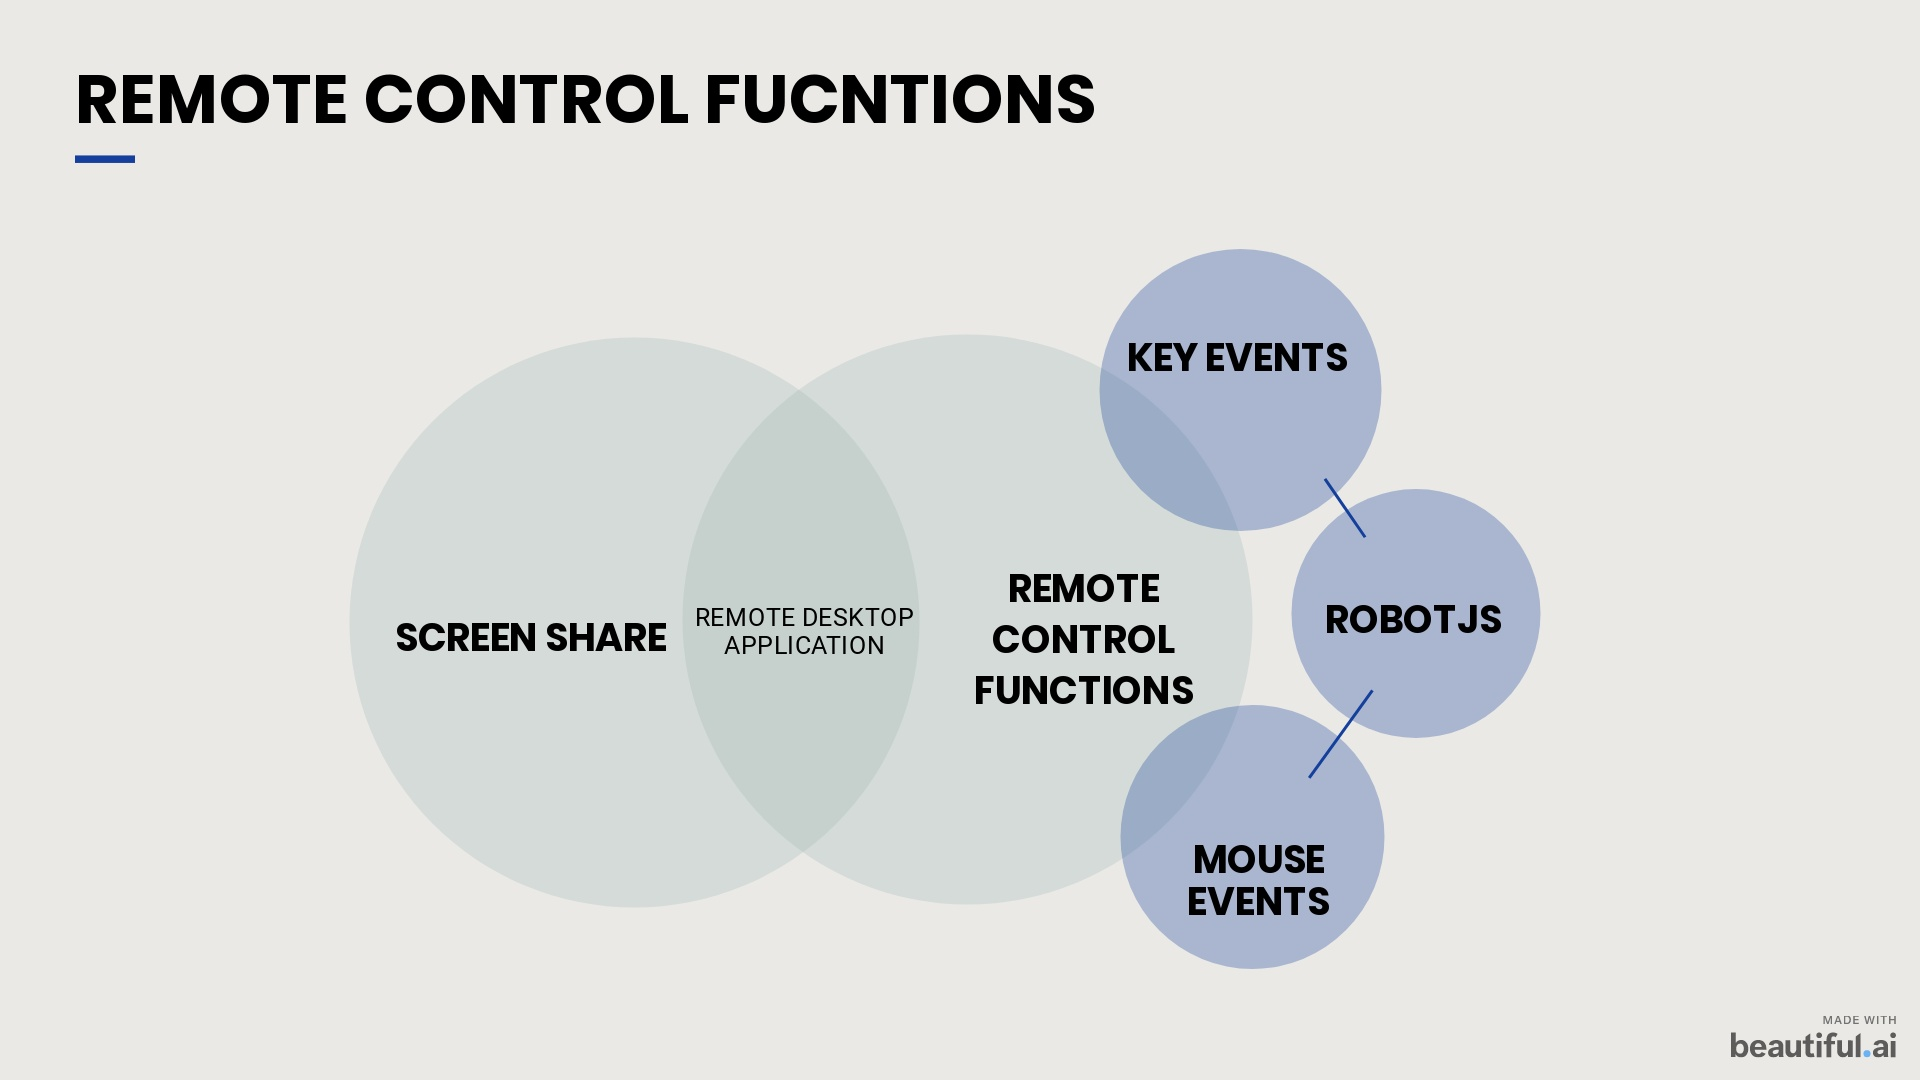 REMOTE CONTROL FUCNTIONS
KEY EVENTS
SCREEN SHARE
REMOTE DESKTOP
APPLICATION
REMOTE
CONTROL
FUNCTIONS
ROBOTJS
MOUSE
EVENTS
MADE WITH
beautiful.ai